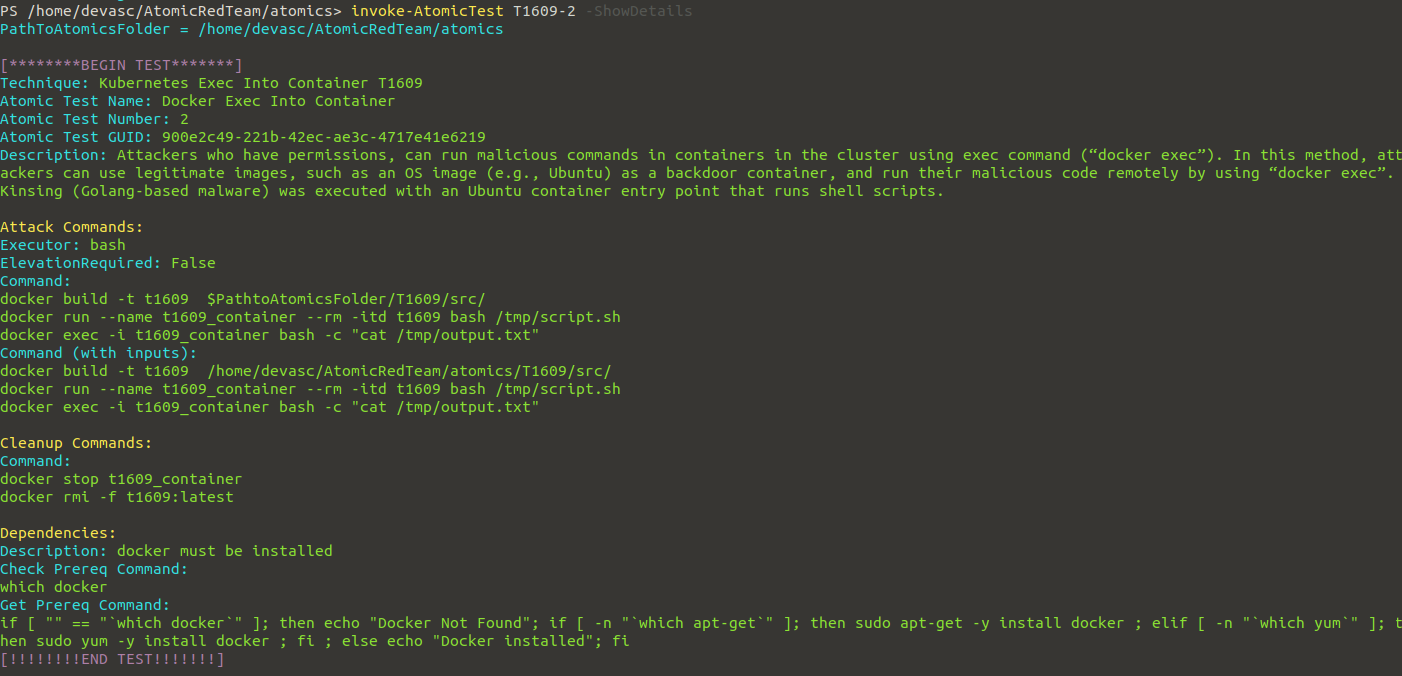 PS /home/devasc/AtomicRedTeam/atomics> invoke-AtomicTest T1609-2 -ShowDetails
PathToAtomicsFolder = /home/devasc/AtomicRedTeam/atomics
[********BEGIN TEST*******]
Technique: Kubernetes Exec Into Container T1609
Atomic Test Name: Docker Exec Into Container
Atomic Test Number: 2
Atomic Test GUID: 900e2c49-221b-42ec-ae3c-4717e41e6219
Description: Attackers who have permissions, can run malicious commands in containers in the cluster using exec command (“docker exec”). In this method, att
ackers can use legitimate images, such as an OS image (e.g., Ubuntu) as a backdoor container, and run their malicious code remotely by using “docker exec”.
Kinsing (Golang-based malware) was executed with an Ubuntu container entry point that runs shell scripts.
Attack Commands:
Executor: bash
ElevationRequired: False
Command:
docker build -t t1609  $PathtoAtomicsFolder/T1609/src/
docker run --name t1609_container --rm -itd t1609 bash /tmp/script.sh
docker exec -i t1609_container bash -c "cat /tmp/output.txt"
Command (with inputs):
docker build -t t1609  /home/devasc/AtomicRedTeam/atomics/T1609/src/
docker run --name t1609_container --rm -itd t1609 bash /tmp/script.sh
docker exec -i t1609_container bash -c "cat /tmp/output.txt"
Cleanup Commands:
Command:
docker stop t1609_container
docker rmi -f t1609:latest
Dependencies:
Description: docker must be installed
Check Prereq Command:
which docker
Get Prereq Command:
if [ "" == "`which docker`" ]; then echo "Docker Not Found"; if [ -n "`which apt-get`" ]; then sudo apt-get -y install docker ; elif [ -n "`which yum`" ]; t
hen sudo yum -y install docker ; fi ; else echo "Docker installed"; fi
[!!!!!!!!END TEST!!!!!!!]